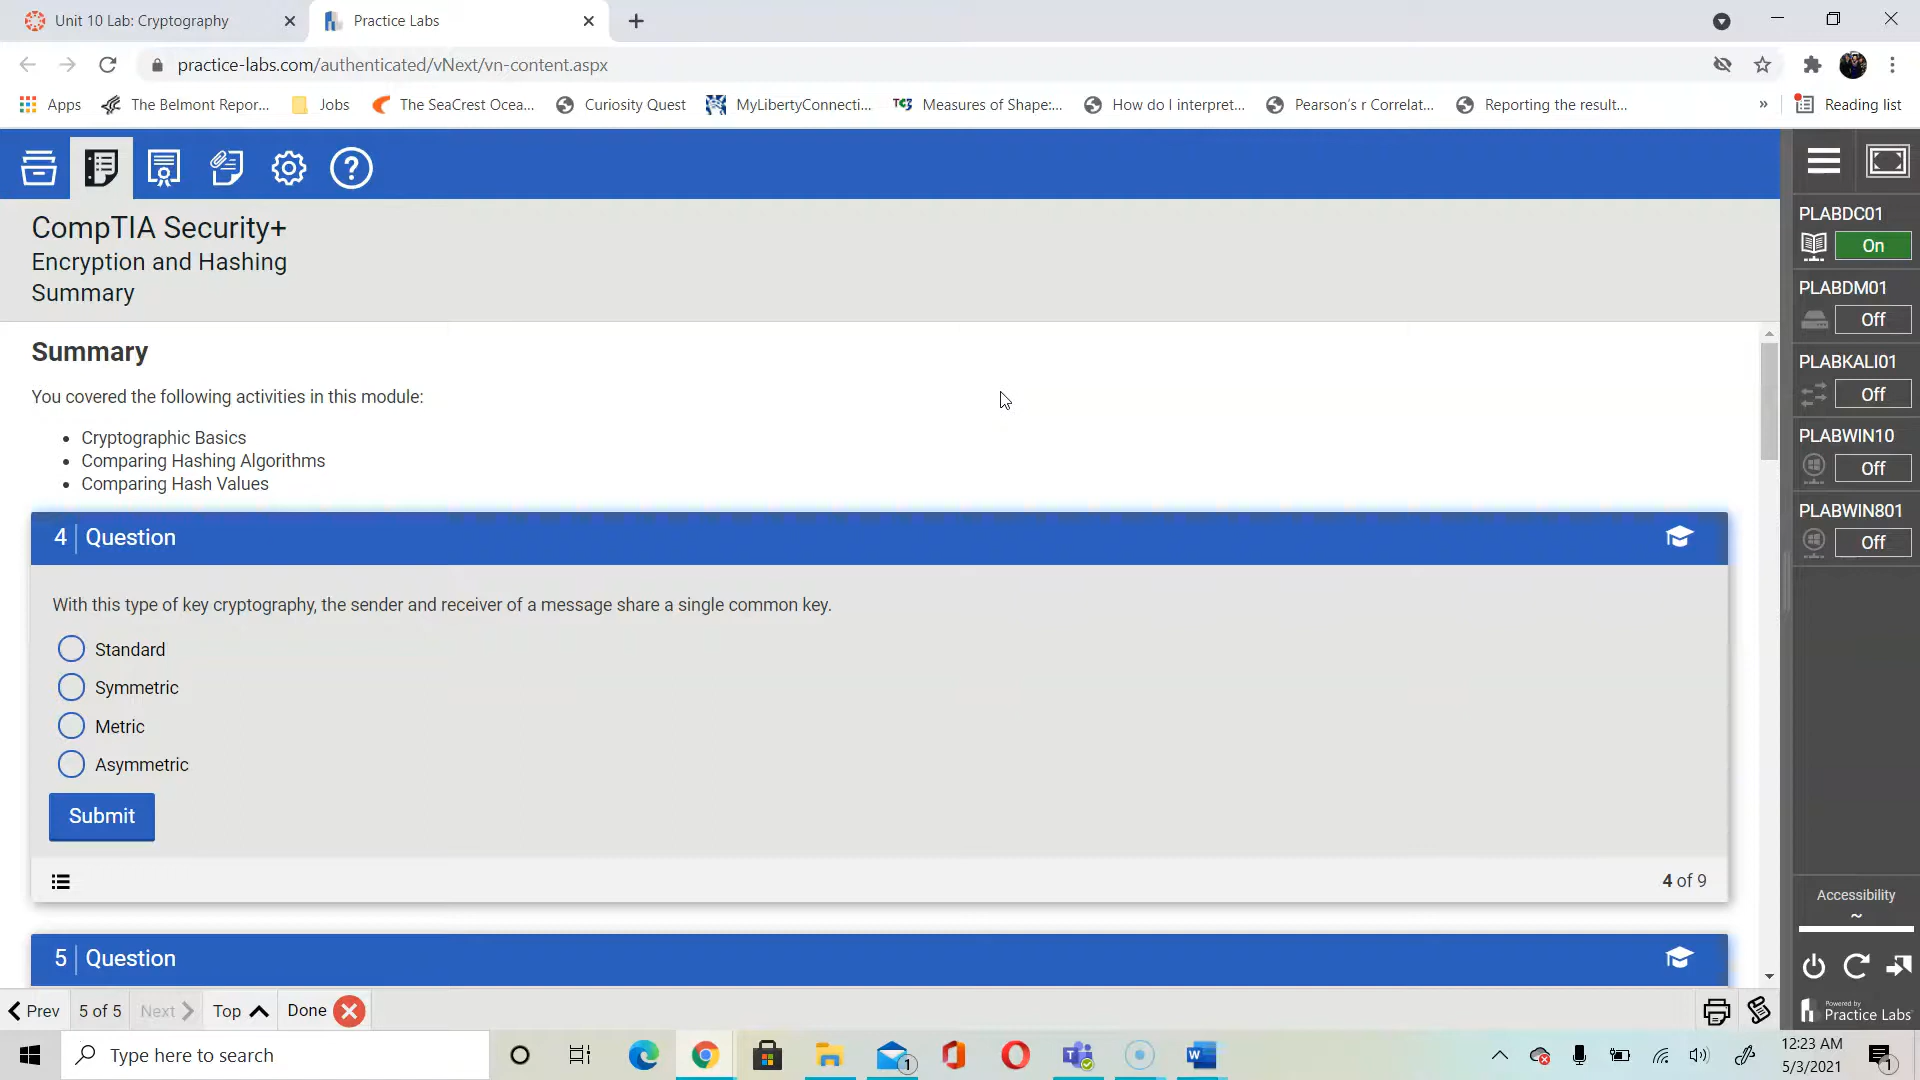 Unit 10 Lab: Cryptography
Practice Labs
practice-labs.com/authenticated/vNext/vn-content.aspx
Apps
The Belmont Repor...
Jobs
The SeaCrest Ocea...
Curiosity Quest
MyLibertyConnecti...
Measures of Shape:...
How do I interpret...
Pearson's r Correlat...
Reporting the result...
»
Reading list
CompTIA Security+
Encryption and Hashing
Summary
Summary
You covered the following activities in this module:
• Cryptographic Basics
• Comparing Hashing Algorithms
• Comparing Hash Values
4 | Question
With this type of key cryptography, the sender and receiver of a message share a single common key.
Standard
Symmetric
Metric
Asymmetric
Submit
4 of 9
5 | Question
Prev
5 of 5
Next
Top
Done
PLABDC01
On
PLABDM01
Off
PLABKALI01
Off
PLABWIN10
Off
PLABWIN801
Off
Accessibility
~
Powered by
Practice Labs
Type here to search
1
12:23 AM
5/3/2021
1